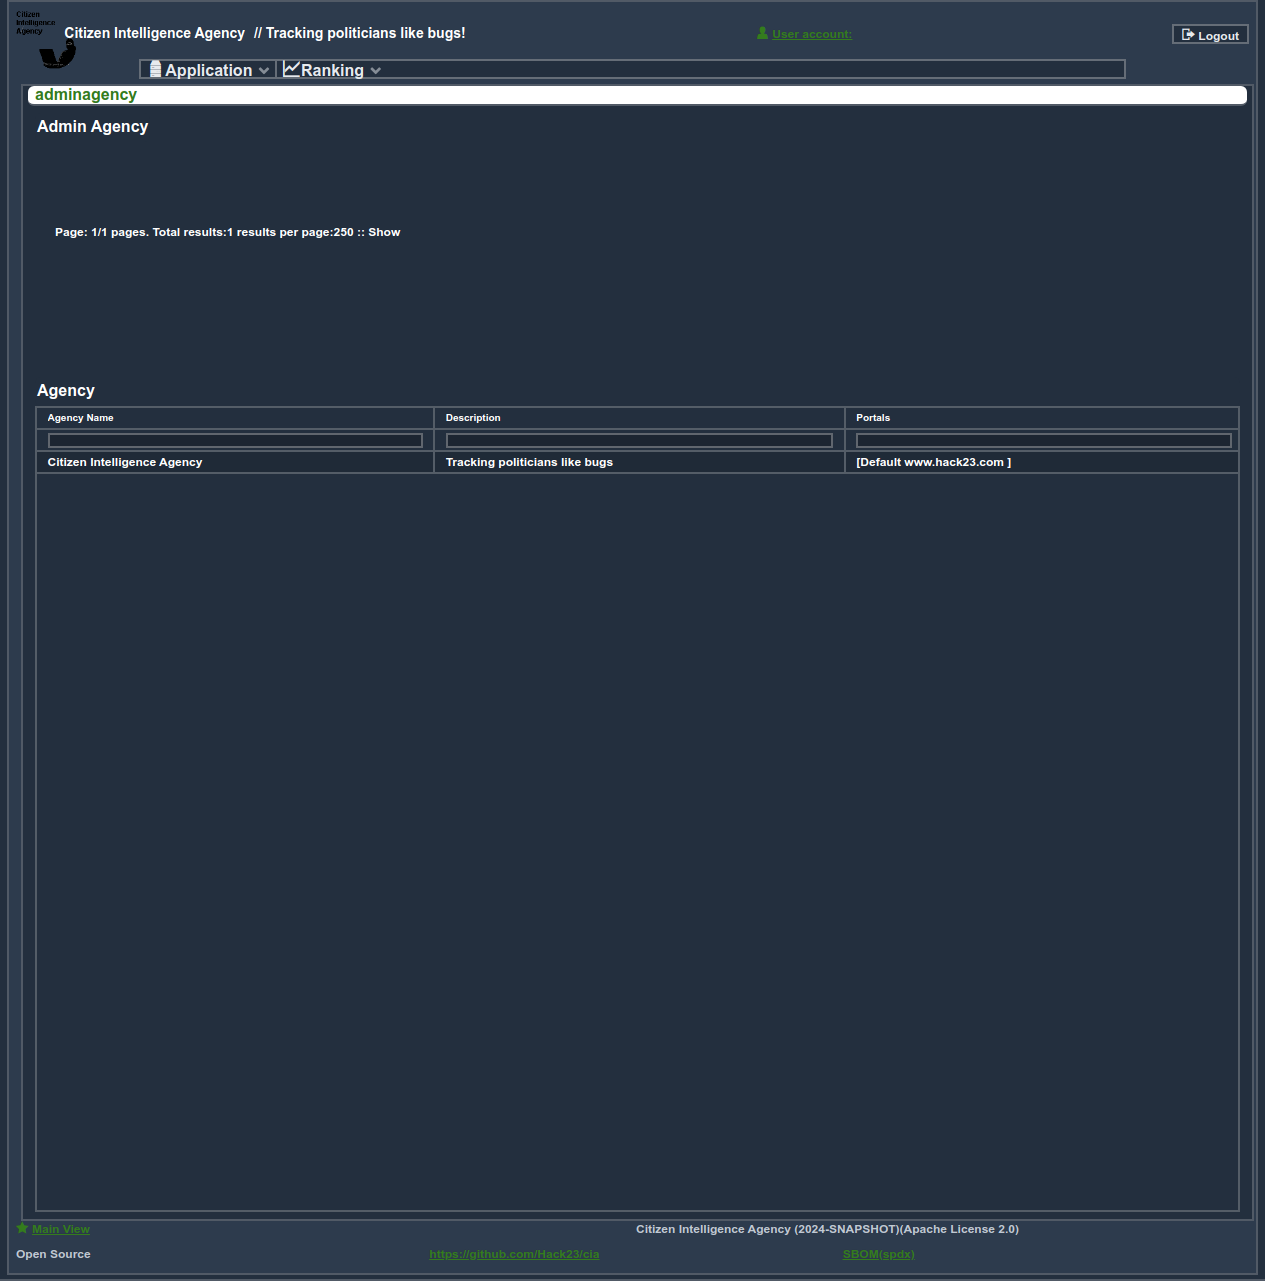 Citizen
Intelligence
Agency
Citizen Intelligence Agency // Tracking politicians like bugs!
User account:
Logout
Application
Ranking
adminagency
Admin Agency
Page: 1/1 pages. Total results:1 results per page:250 :: Show
Agency
Agency Name
Description
Portals
Citizen Intelligence Agency
Tracking politicians like bugs
[Default www.hack23.com ]
Main View
Citizen Intelligence Agency (2024-SNAPSHOT)(Apache License 2.0)
Open Source
https://github.com/Hack23/cia
SBOM(spdx)